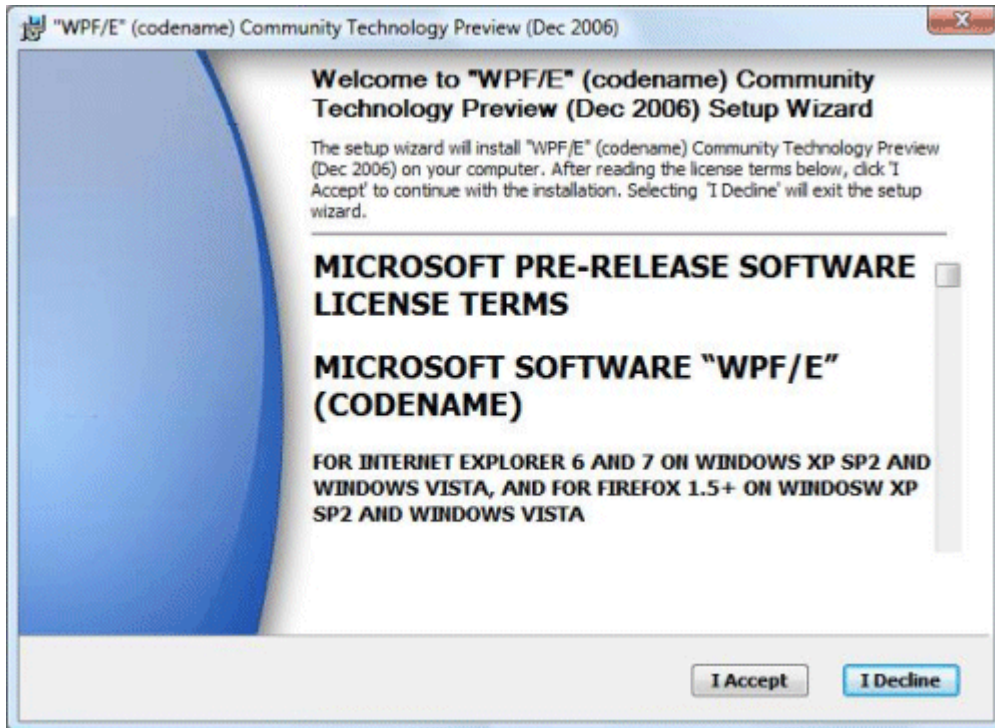 "WPF/E" (codename) Community Technology Preview (Dec 2006)
Welcome to "WPF/E" (codename) Community
Technology Preview (Dec 2006) Setup Wizard
The setup wizard will install "WPF/E" (codename) Community Technology Preview
(Dec 2006) on your computer. After reading the license terms below, click 'I
Accept' to continue with the installation. Selecting 'I Decline' will exit the setup
wizard.
MICROSOFT PRE-RELEASE SOFTWARE
LICENSE TERMS
MICROSOFT SOFTWARE “WPF/E”
(CODENAME)
FOR INTERNET EXPLORER 6 AND 7 ON WINDOWS XP SP2 AND
WINDOWS VISTA, AND FOR FIREFOX 1.5+ ON WINDOSW XP
SP2 AND WINDOWS VISTA
I Accept
I Decline